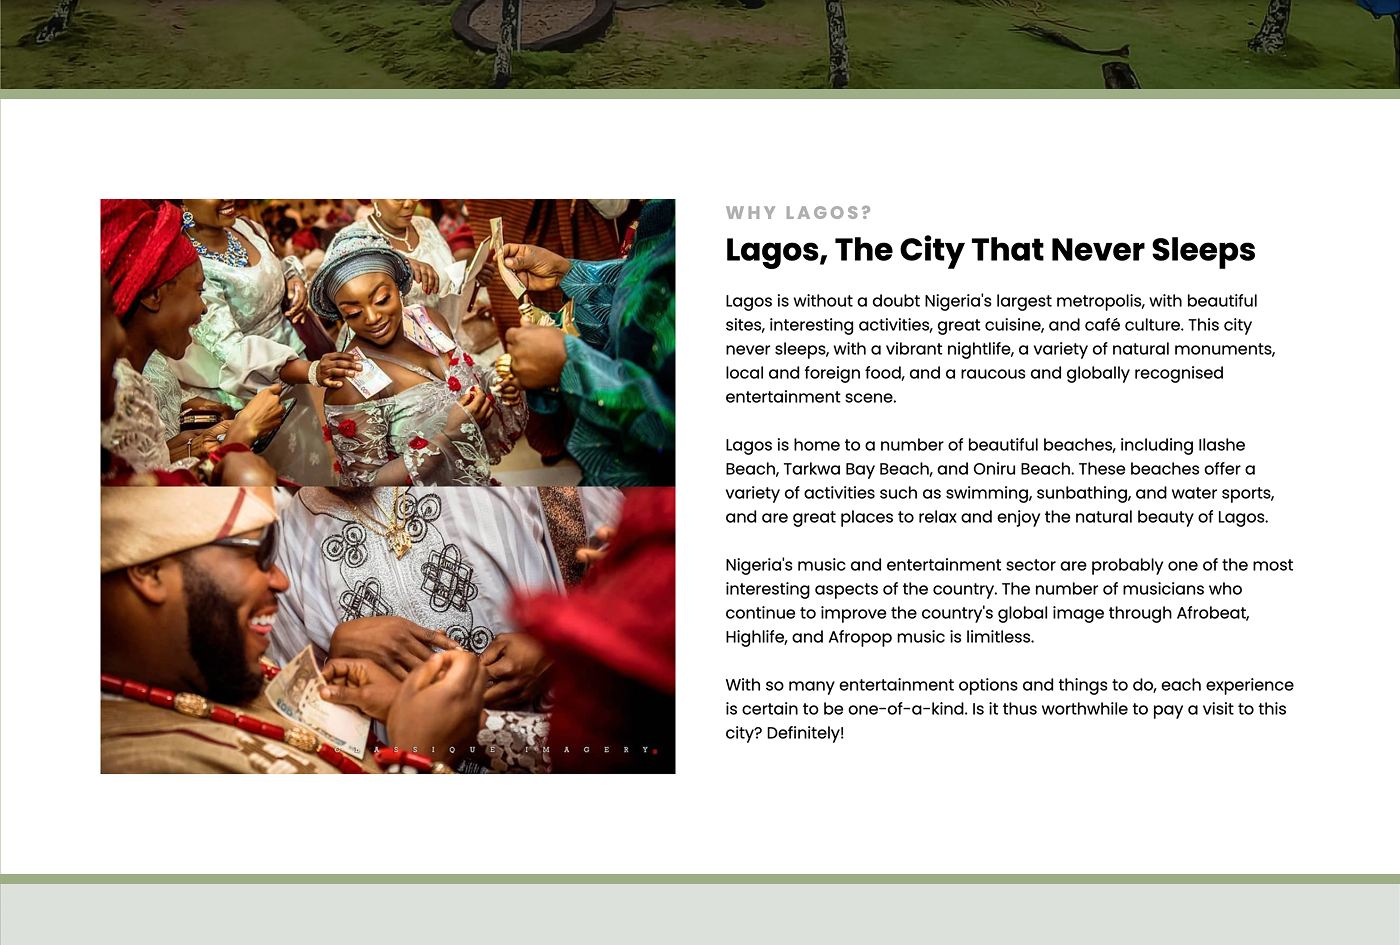 WHY LAGOS?
Lagos, The City That Never Sleeps
Lagos is without a doubt Nigeria's largest metropolis, with beautiful
sites, interesting activities, great cuisine, and café culture. This city
never sleeps, with a vibrant nightlife, a variety of natural monuments,
local and foreign food, and a raucous and globally recognised
entertainment scene.
Lagos is home to a number of beautiful beaches, including Ilashe
Beach, Tarkwa Bay Beach, and Oniru Beach. These beaches offer a
variety of activities such as swimming, sunbathing, and water sports,
and are great places to relax and enjoy the natural beauty of Lagos.
Nigeria's music and entertainment sector are probably one of the most
interesting aspects of the country. The number of musicians who
continue to improve the country's global image through Afrobeat,
Highlife, and Afropop music is limitless.
With so many entertainment options and things to do, each experience
is certain to be one-of-a-kind. Is it thus worthwhile to pay a visit to this
city? Definitely!
IMAGERY